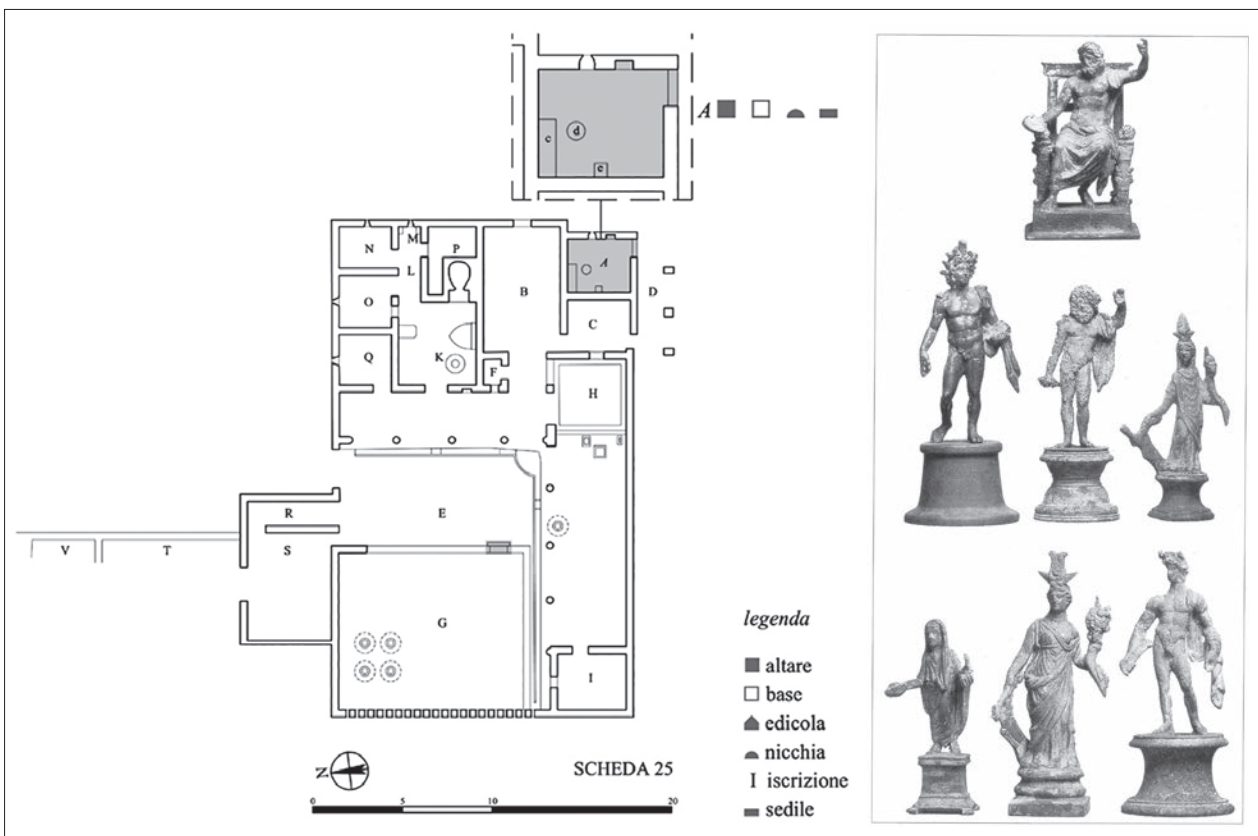 c
d
e
A
N
M
P
L
A
B
D
O
C
Q
K
F
H
R
E
V
T
S
G
I
legenda
altare
base
edicola
nicchia
I iscrizione
sedile
N
SCHEDA 25
0 5 10 20